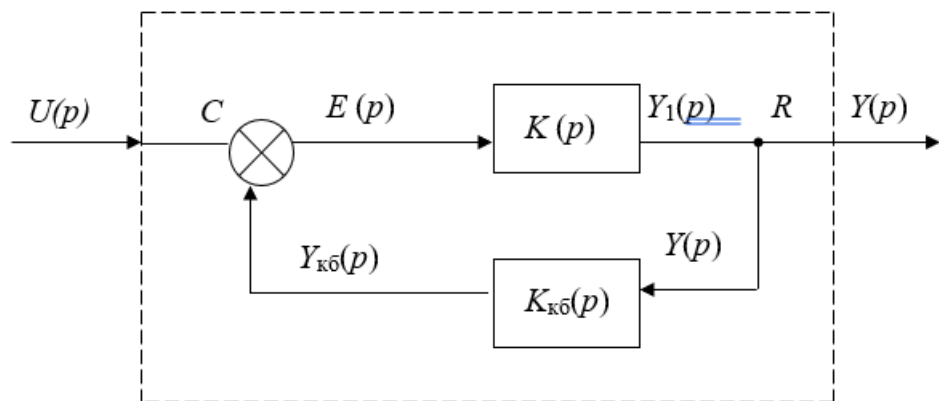 U(p)
C
E (p)
K (p)
Y₁(p)
R
Y(p)
Yкб(p)
Kкб(p)
Y(p)